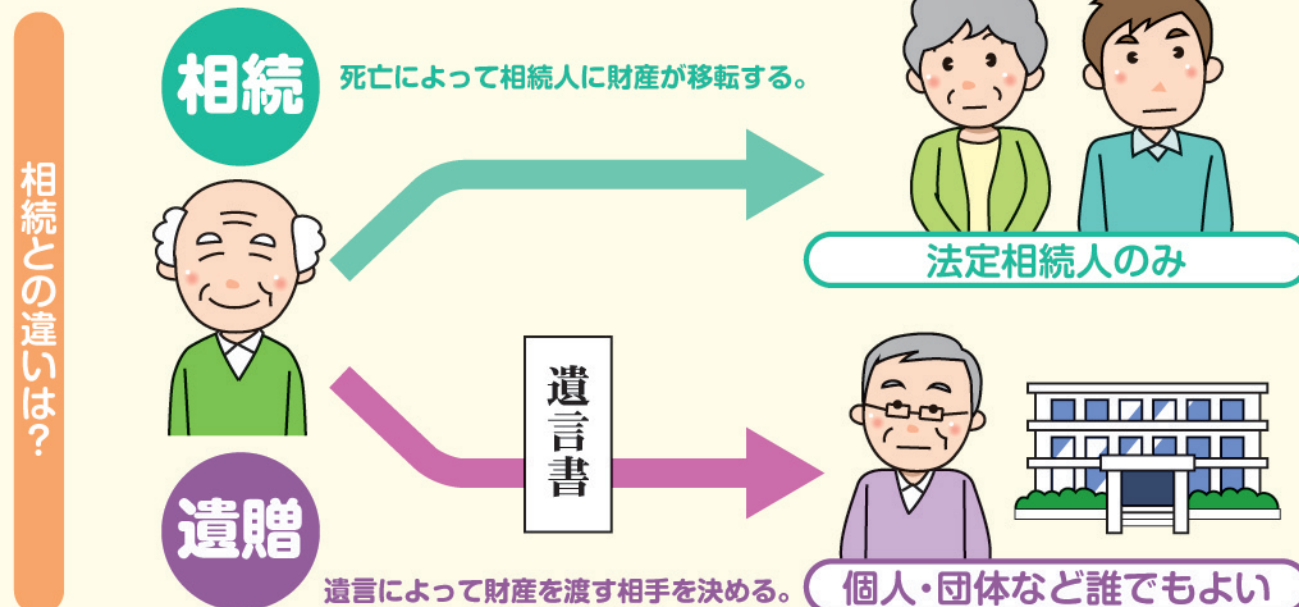 相続との違いは？
相続
死亡によって相続人に財産が移転する。
法定相続人のみ
遺言書
遺贈
遺言によって財産を渡す相手を決める。
個人・団体など誰でもよい